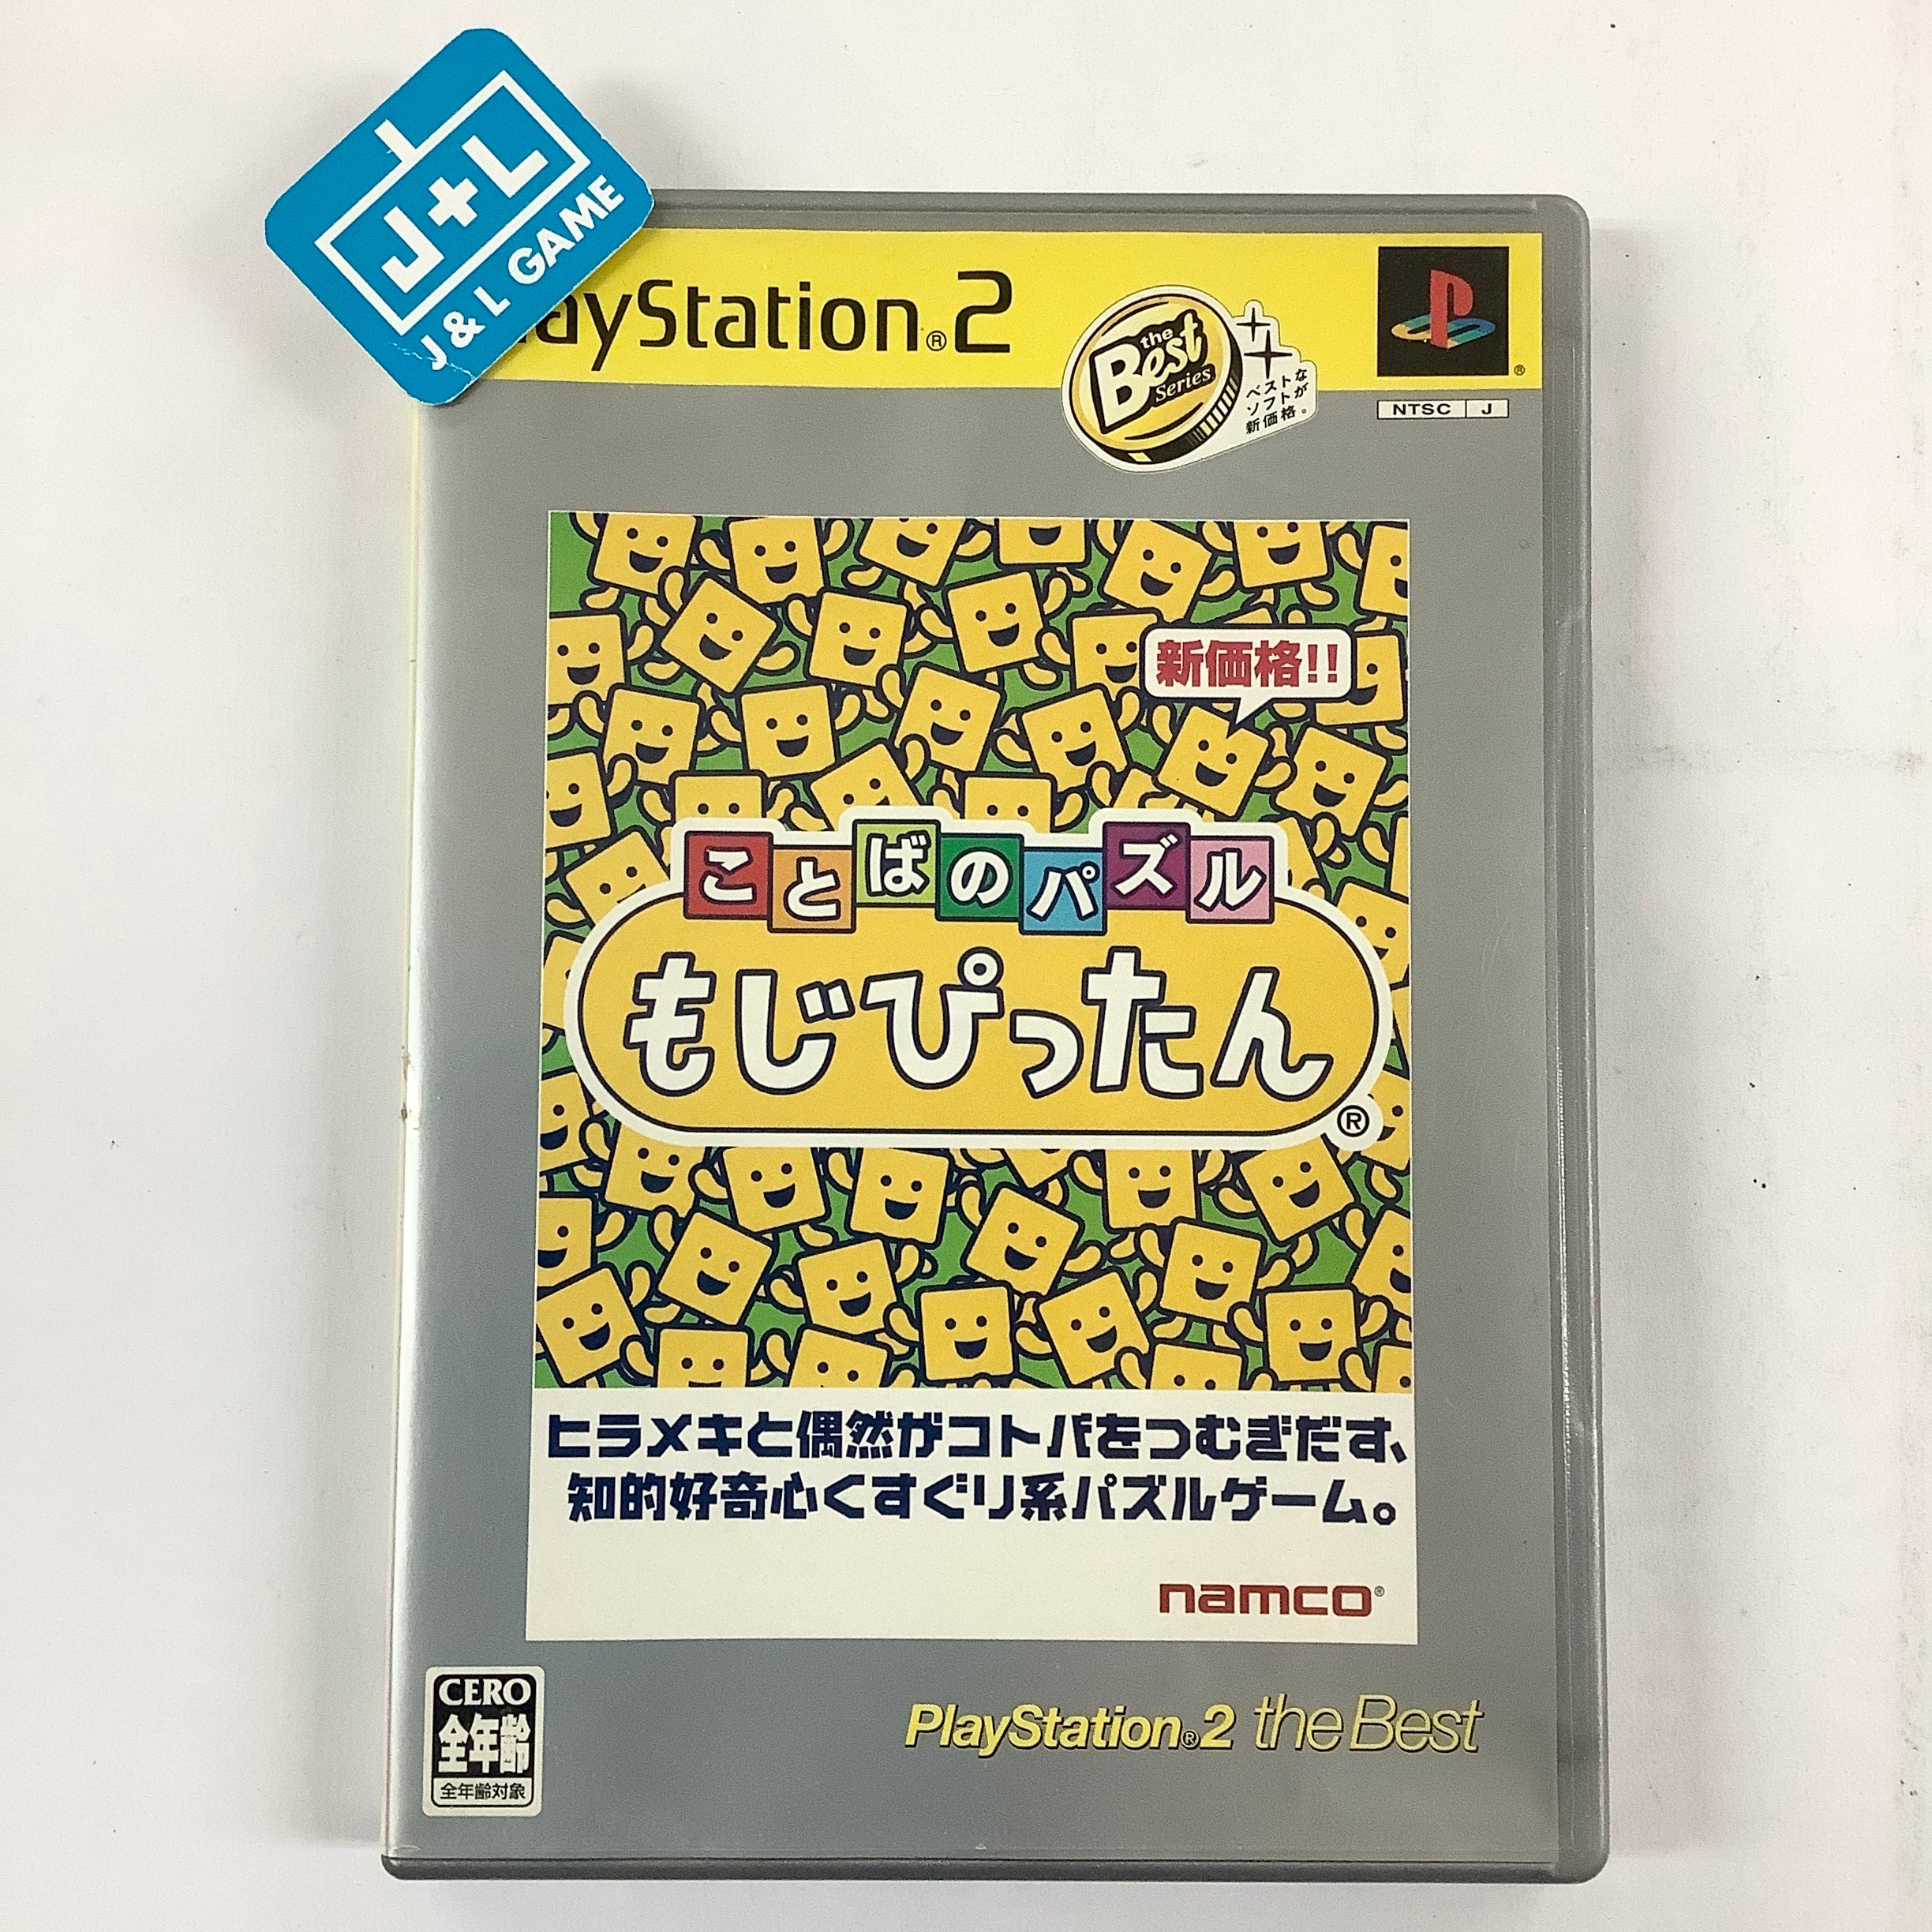 J+L
J & L GAME
PlayStation®2
the
Best
Series
ベストな
ソフトが
新価格。
®
NTSC J
新価格!!
ことばのパズル
もじぴったん
®
ヒラメキと偶然がコトバをつむぎだす、
知的好奇心くすぐり系パズルゲーム。
namco®
CERO
全年齢
全年齢対象
PlayStation®2 the Best